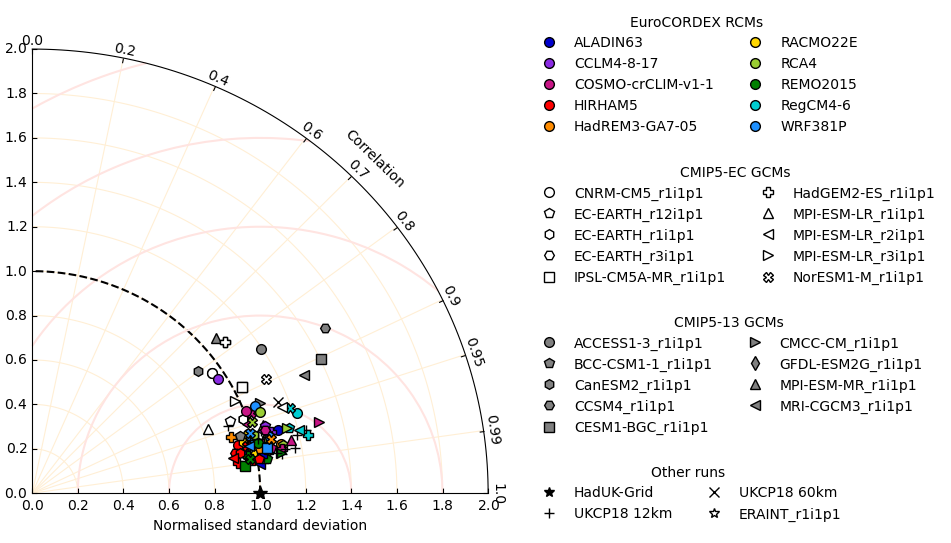 EuroCORDEX RCMs
ALADIN63 RACMO22E
CCLM4-8-17 RCA4
COSMO-crCLIM-v1-1 REMO2015
HIRHAM5 RegCM4-6
HadREM3-GA7-05 WRF381P
CMIP5-EC GCMs
CNRM-CM5_r1i1p1 HadGEM2-ES_r1i1p1
EC-EARTH_r12i1p1 MPI-ESM-LR_r1i1p1
EC-EARTH_r1i1p1 MPI-ESM-LR_r2i1p1
EC-EARTH_r3i1p1 MPI-ESM-LR_r3i1p1
IPSL-CM5A-MR_r1i1p1 NorESM1-M_r1i1p1
CMIP5-13 GCMs
ACCESS1-3_r1i1p1 CMCC-CM_r1i1p1
BCC-CSM1-1_r1i1p1 GFDL-ESM2G_r1i1p1
CanESM2_r1i1p1 MPI-ESM-MR_r1i1p1
CCSM4_r1i1p1 MRI-CGCM3_r1i1p1
CESM1-BGC_r1i1p1
Other runs
HadUK-Grid UKCP18 60km
UKCP18 12km ERAINT_r1i1p1
2.0
1.8
1.6
1.4
1.2
1.0
0.8
0.6
0.4
0.2
0.0
0.0 0.2 0.4 0.6 0.8 1.0 1.2 1.4 1.6 1.8 2.0
Normalised standard deviation
0.0
0.2
0.4
0.6
0.7
0.8
0.9
0.95
0.99
1.0
Correlation